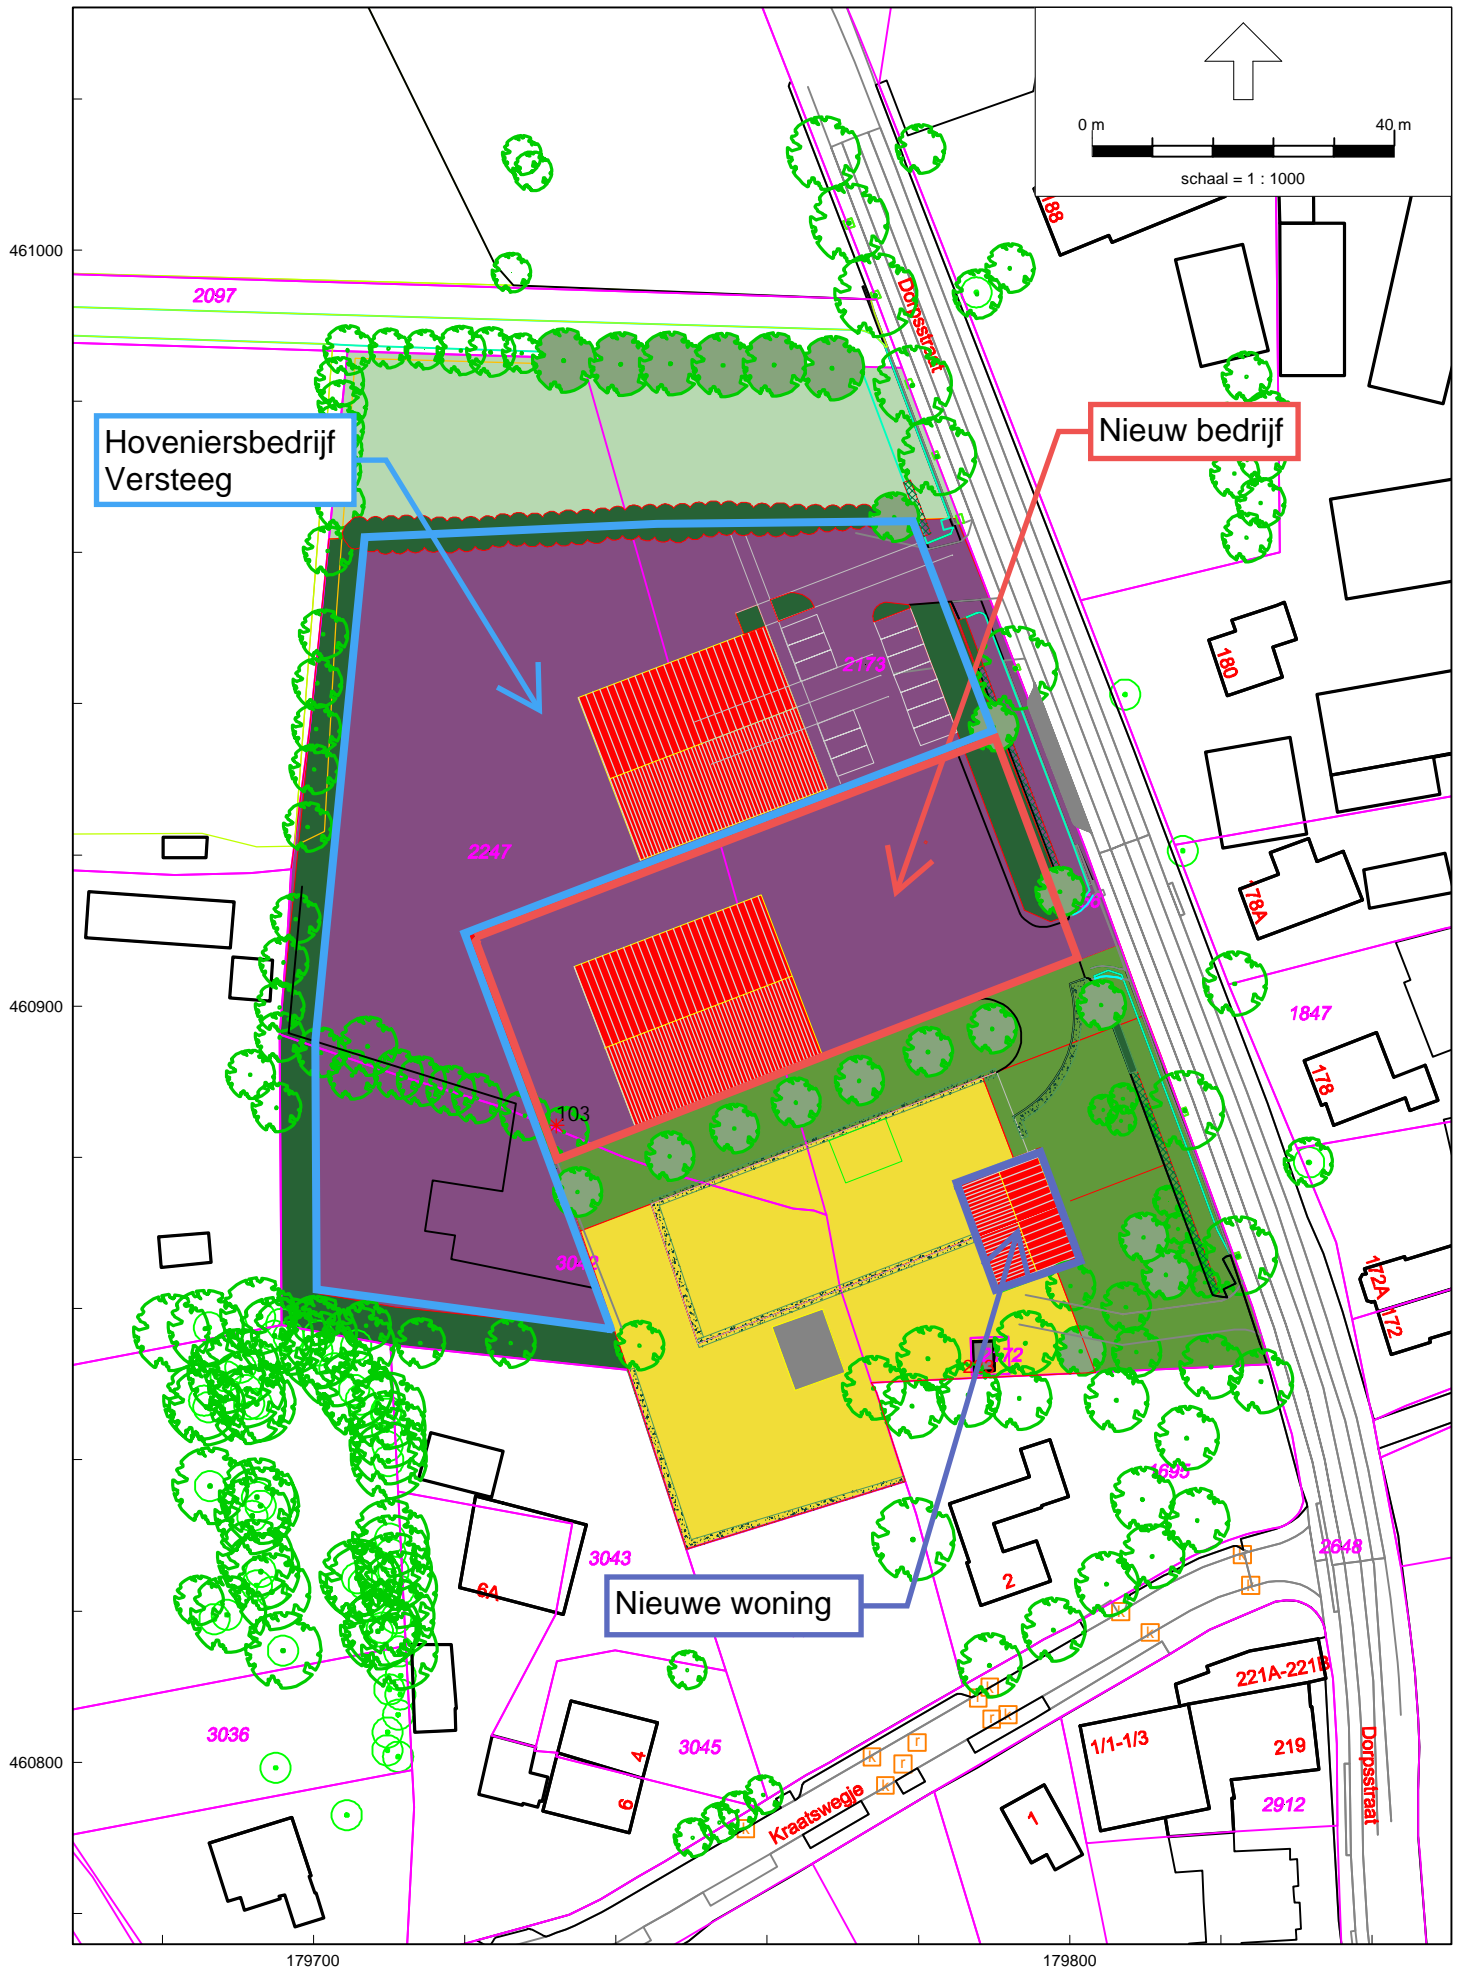 0 m
40 m
schaal = 1 : 1000
188
461000
2097
Dorpsstraat
Hoveniersbedrijf
Versteeg
Nieuw bedrijf
180
2173
2247
178A
460900
1847
178
103
3042
172A
172
1695
2648
3043
6A
2
Nieuwe woning
221A-221B
3036
4
3045
1/1-1/3
219
Dorpsstraat
460800
6
Kraatswegje
1
2912
k
k
k
k
k
r
k
k
r
k
r
k
k
179700
179800